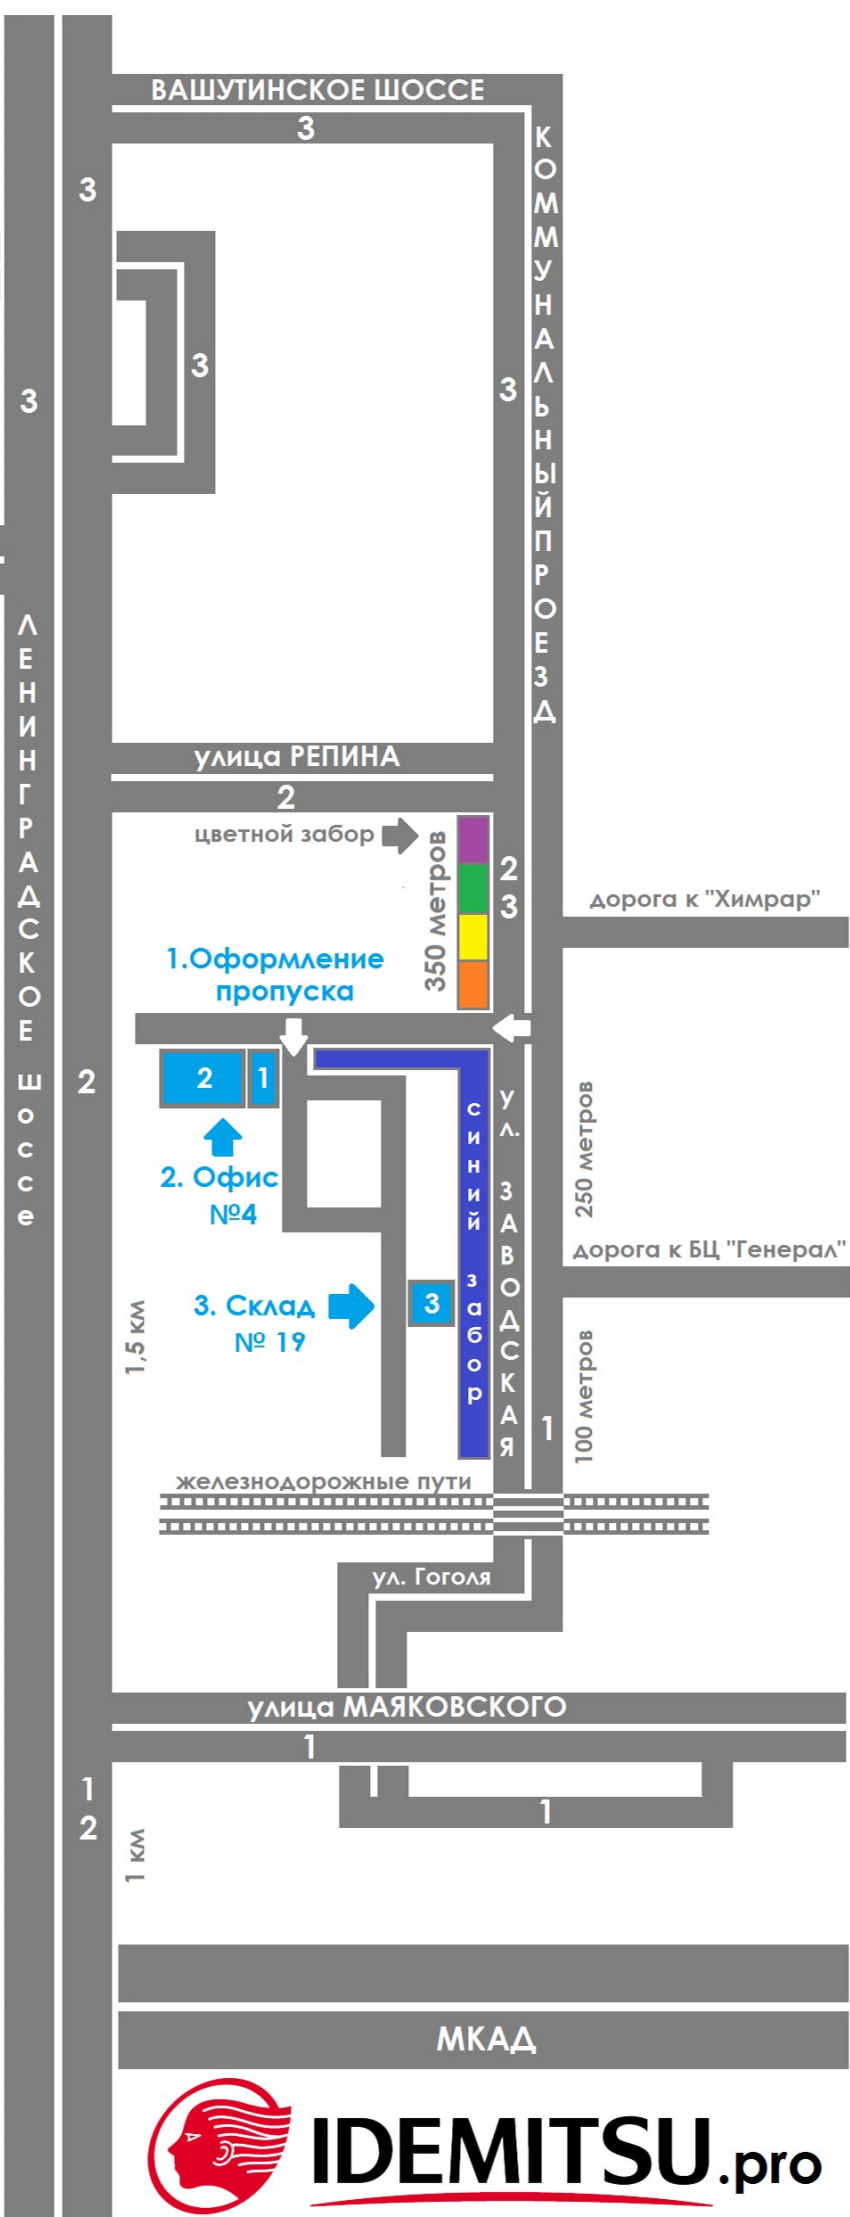 ВАШУТИНСКОЕ ШОССЕ
3
КОММУНАЛЬНЫЙ ПРОЕЗД
3
3
3
3
ЛЕНИНГРАДСКОЕ шоссе
улица РЕПИНА
2
цветной забор
350 метров
2
3
дорога к "Химрар"
1.Оформление
пропуска
2
2
1
2. Офис
№4
синий забор
УЛ. ЗАВОДСКАЯ
250 метров
дорога к БЦ "Генерал"
3. Склад
№ 19
3
1,5 км
100 метров
1
железнодорожные пути
ул. Гоголя
улица МАЯКОВСКОГО
1
1
2
1
1 км
МКАД
IDEMITSU.pro